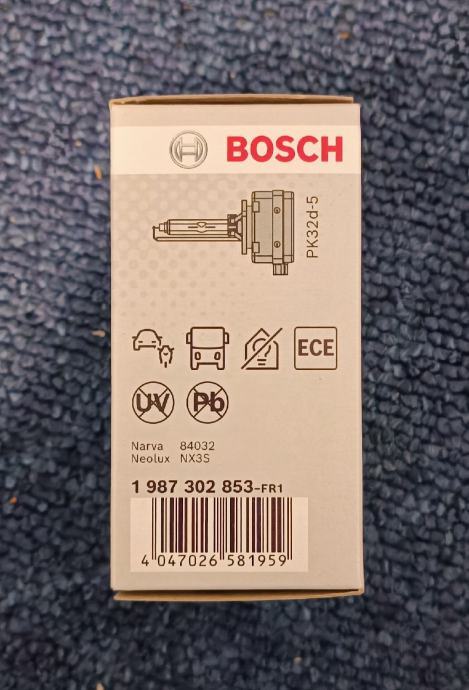 BOSCH
PK32d-5
ECE
UV
Pb
Narva 84032
Neolux NX3S
1 987 302 853-FR1
4 047026 581959